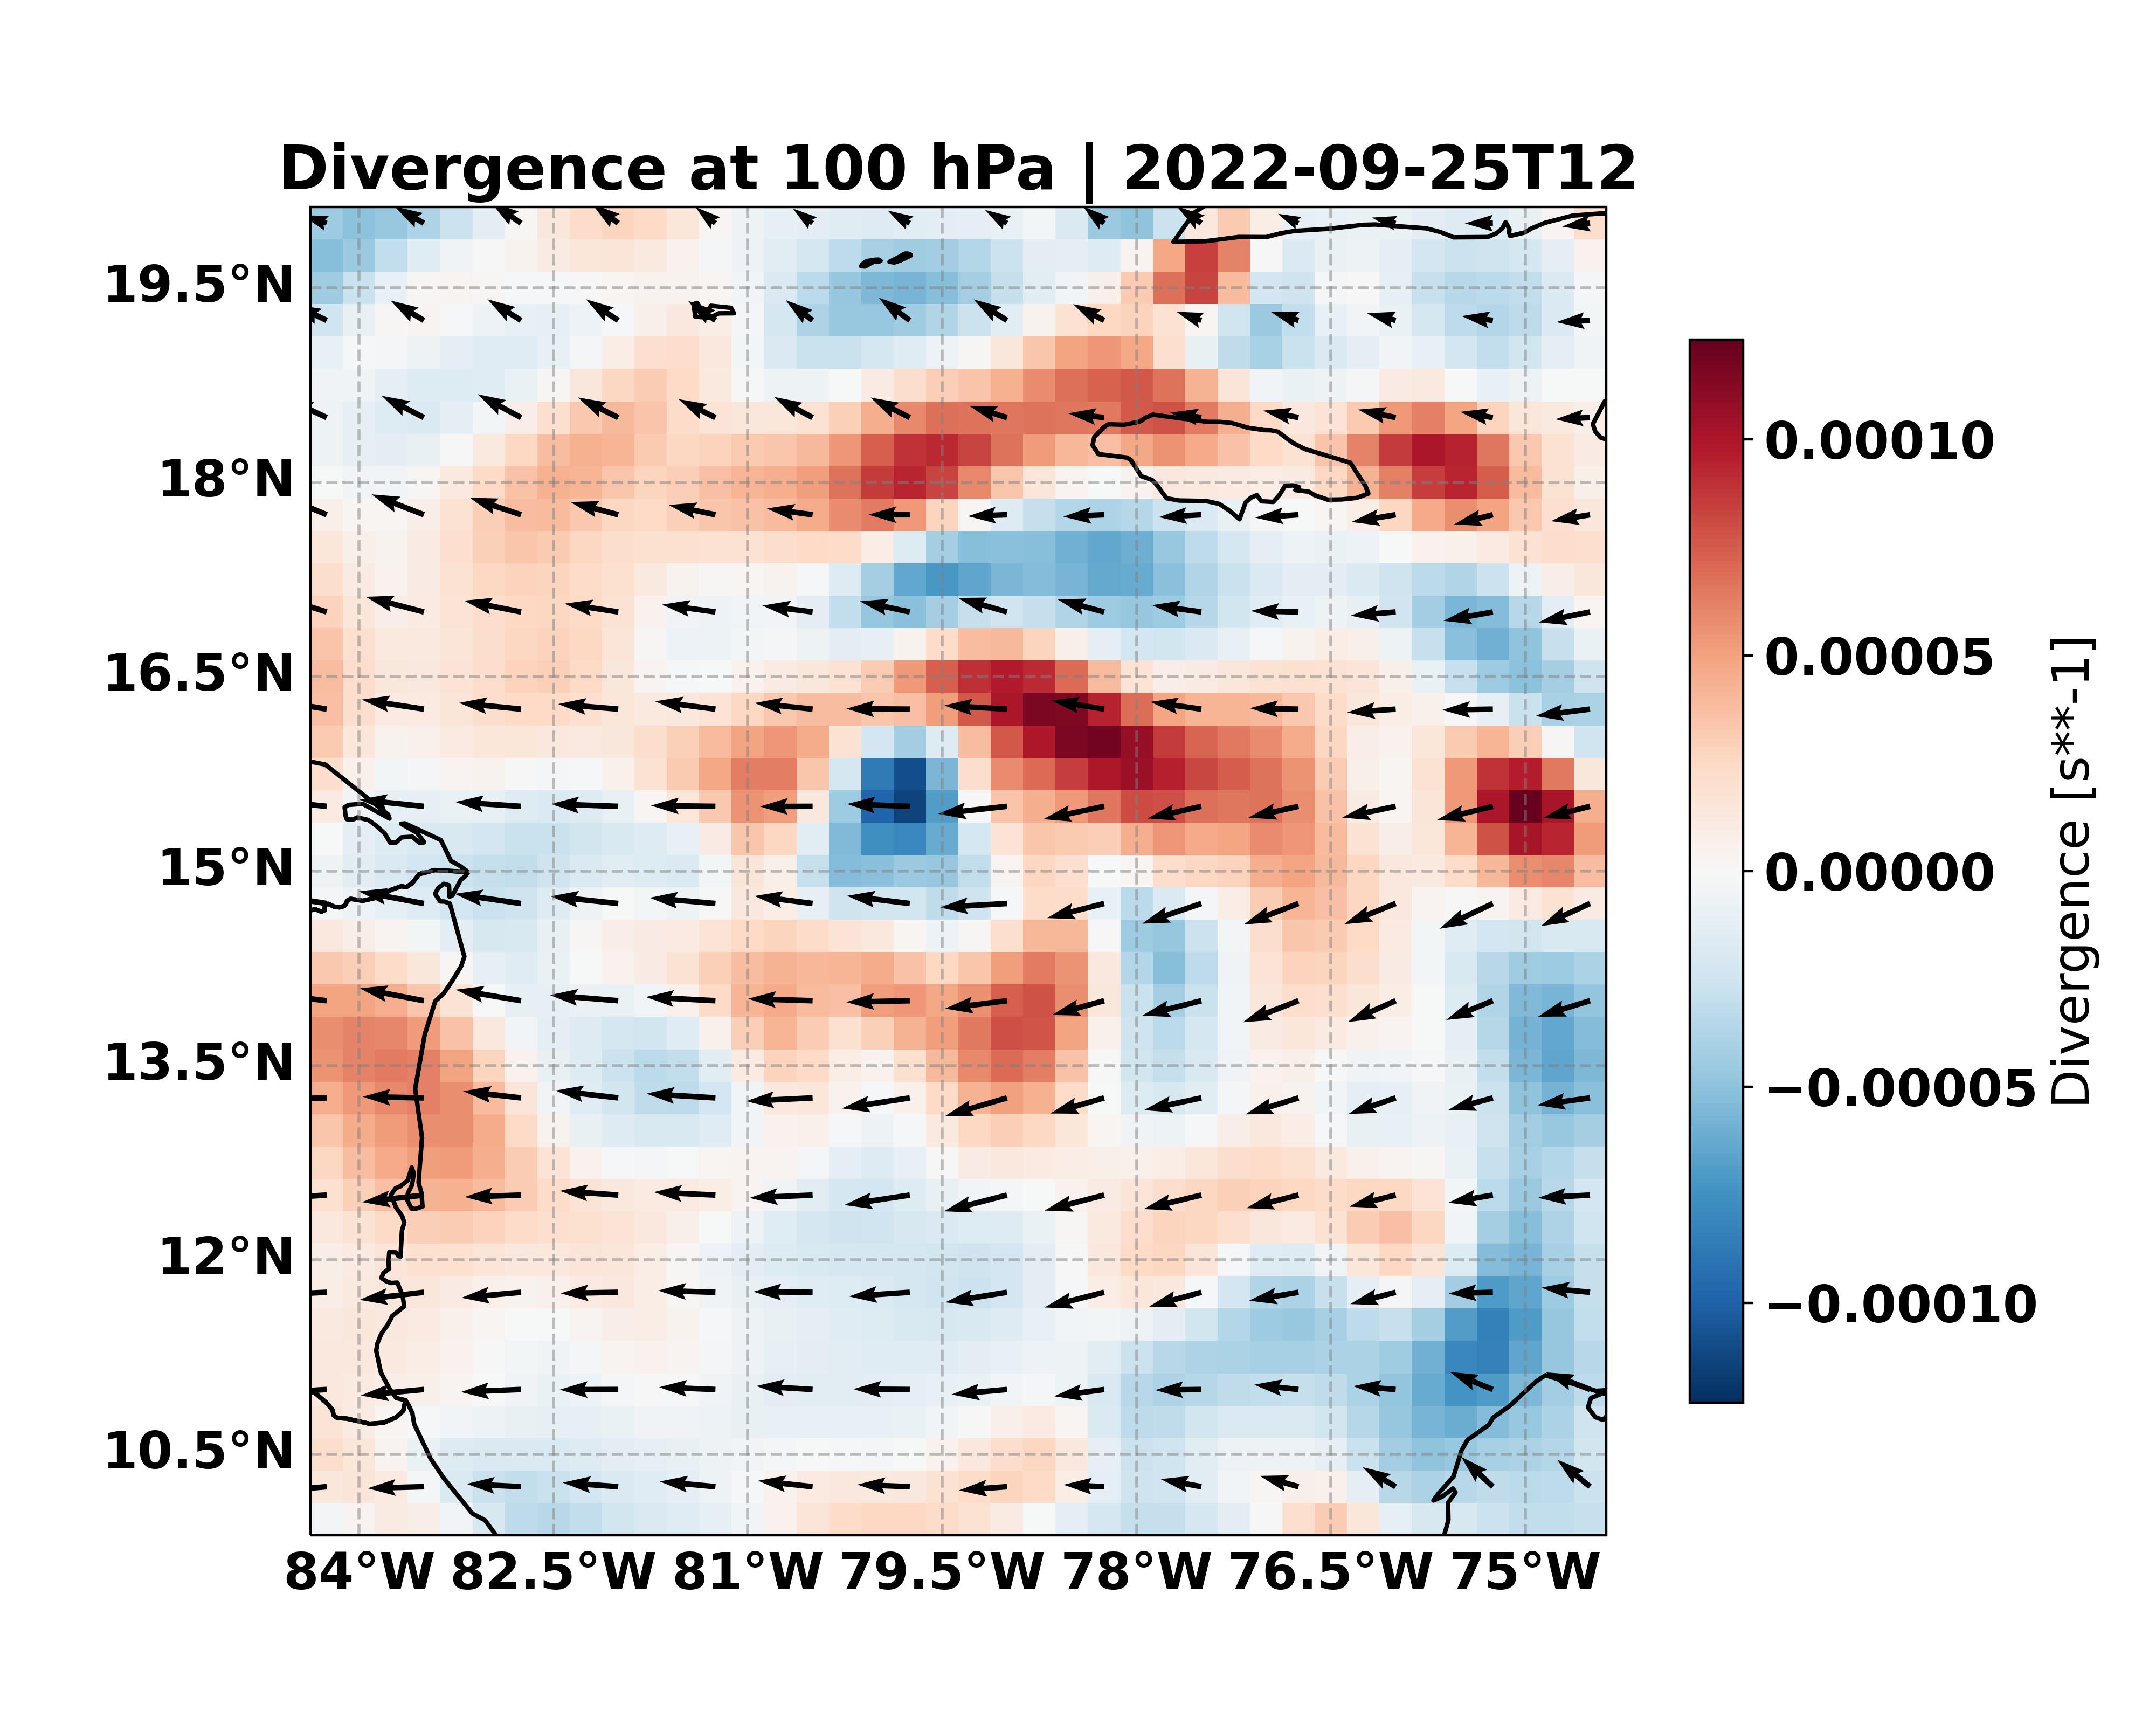 Divergence at 100 hPa | 2022-09-25T12
19.5°N
18°N
16.5°N
15°N
13.5°N
12°N
10.5°N
84°W 82.5°W 81°W 79.5°W 78°W 76.5°W 75°W
0.00010
0.00005
0.00000
−0.00005
−0.00010
Divergence [s**-1]